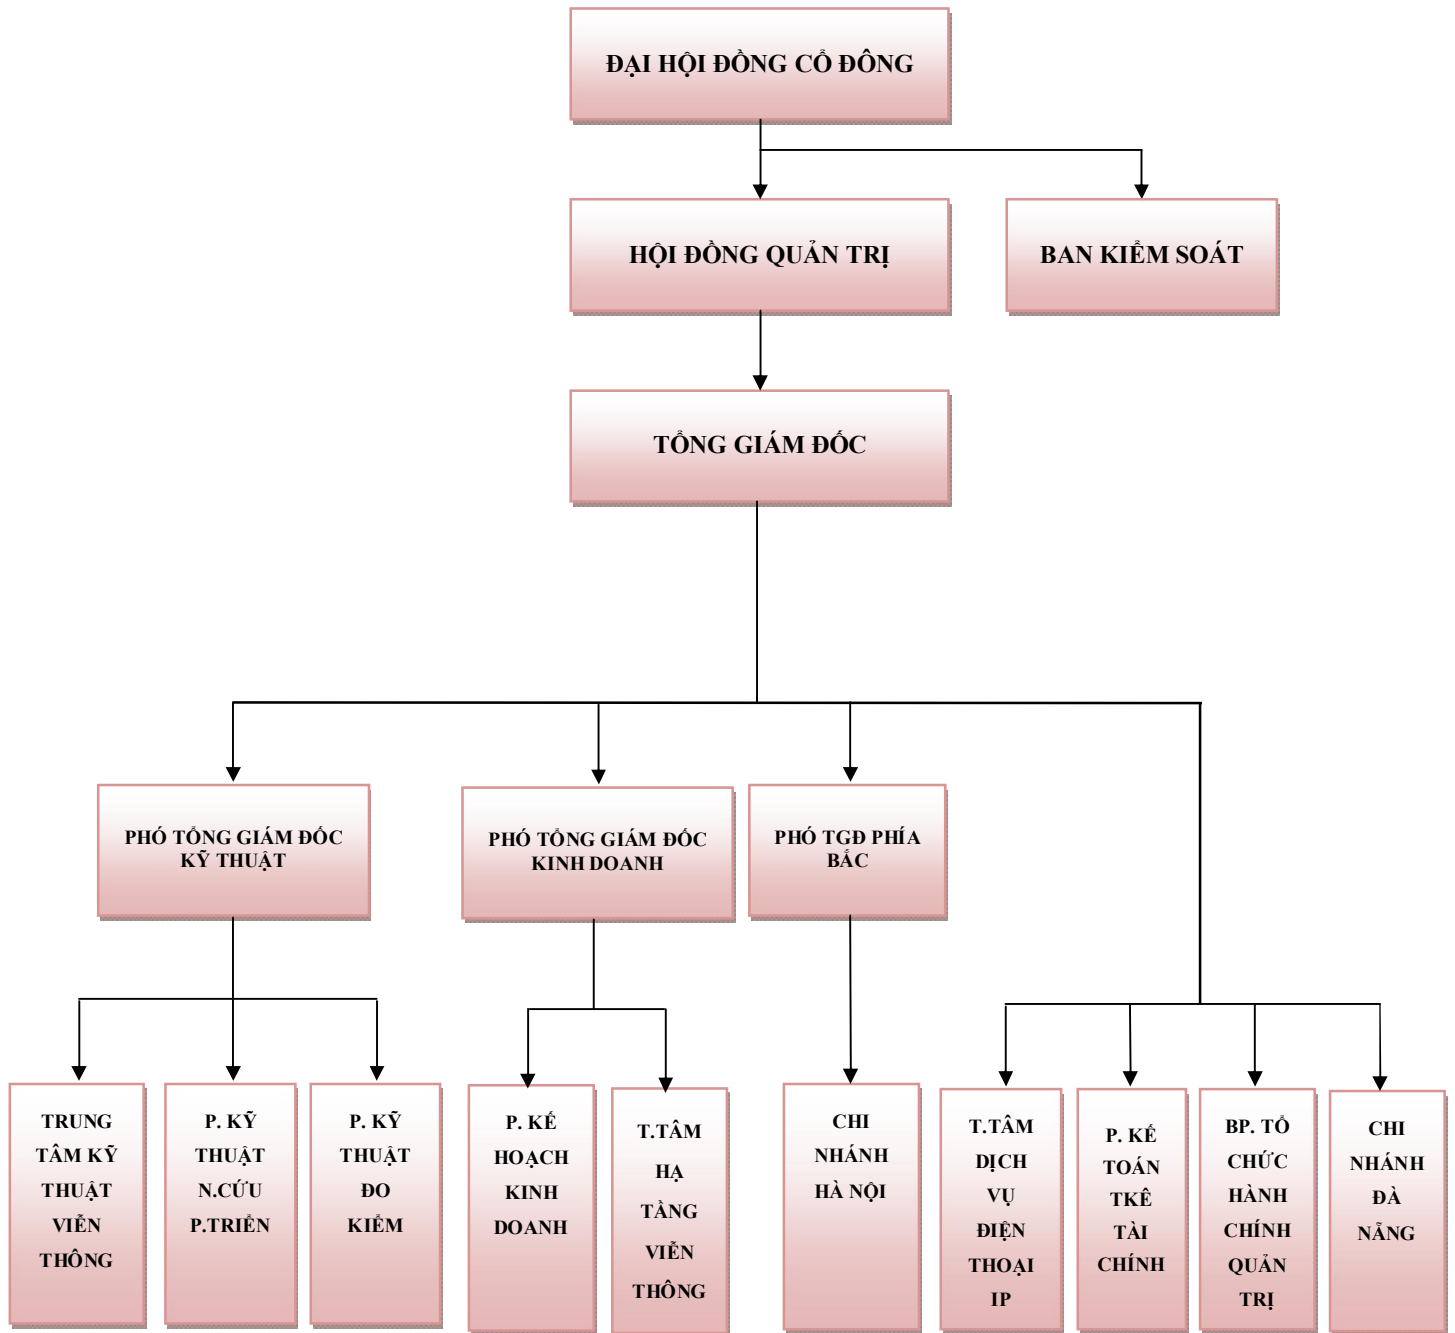 ĐẠI HỘI ĐỒNG CỔ ĐÔNG
HỘI ĐỒNG QUẢN TRỊ
BAN KIỂM SOÁT
TỔNG GIÁM ĐỐC
PHÓ TỔNG GIÁM ĐỐC
KỸ THUẬT
PHÓ TỔNG GIÁM ĐỐC
KINH DOANH
PHÓ TGĐ PHÍA
BẮC
TRUNG
TÂM KỸ
THUẬT
VIỄN
THÔNG
P. KỸ
THUẬT
N.CỨU
P.TRIỂN
P. KỸ
THUẬT
ĐO
KIỂM
P. KẾ
HOẠCH
KINH
DOANH
T.TÂM
HẠ
TẦNG
VIỄN
THÔNG
CHI
NHÁNH
HÀ NỘI
T.TÂM
DỊCH
VỤ
ĐIỆN
THOẠI
IP
P. KẾ
TOÁN
TKÊ
TÀI
CHÍNH
BP. TỔ
CHỨC
HÀNH
CHÍNH
QUẢN
TRỊ
CHI
NHÁNH
ĐÀ
NẴNG